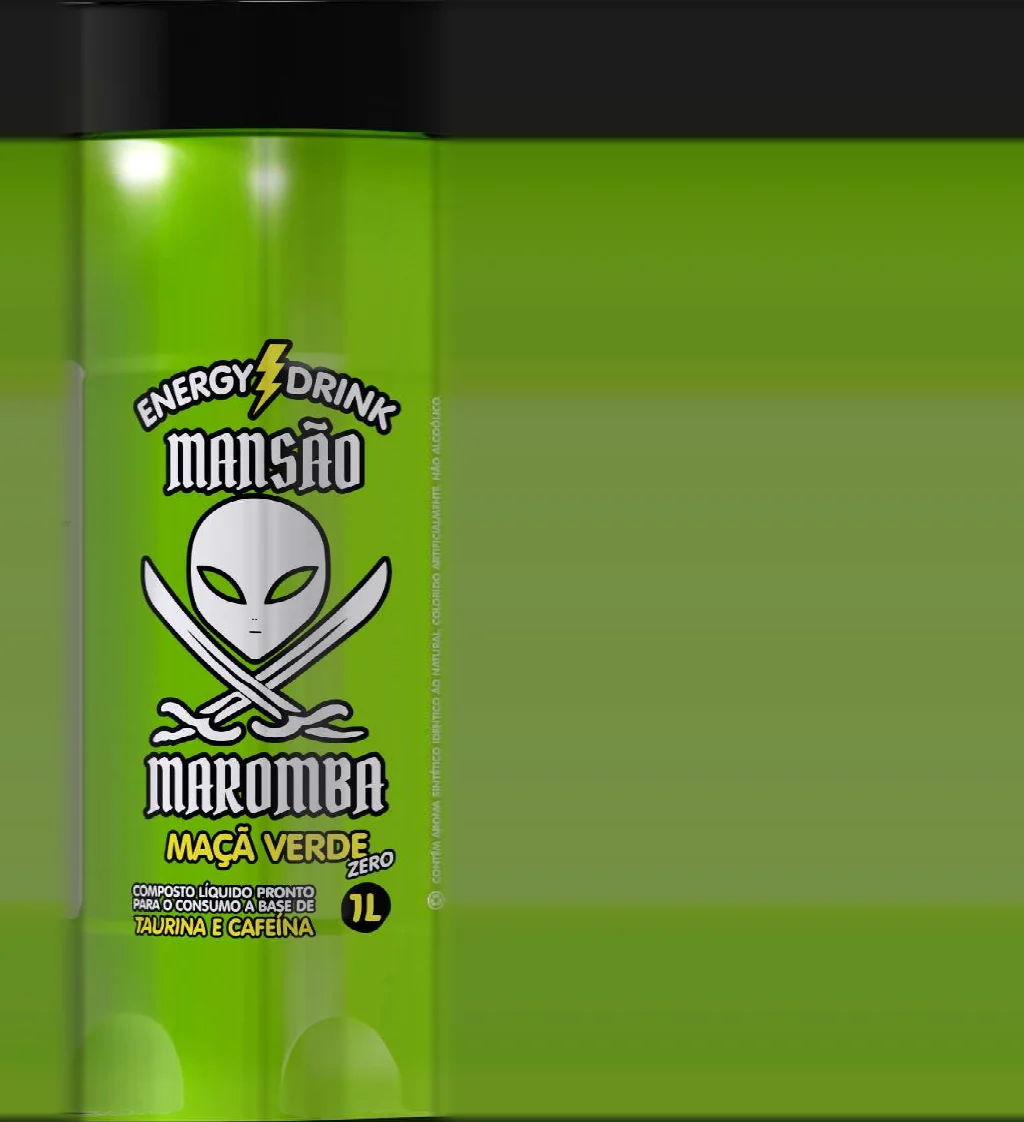 ENERGY DRINK
MANSÃO
MAROMBA
MAÇÃ VERDE
ZERO
COMPOSTO LÍQUIDO PRONTO
PARA O CONSUMO A BASE DE
TAURINA E CAFEÍNA
1L
CONTÉM AROMA SINTÉTICO IDÊNTICO AO NATURAL. COLORIDO ARTIFICIALMENTE. NÃO ALCOÓLICO.